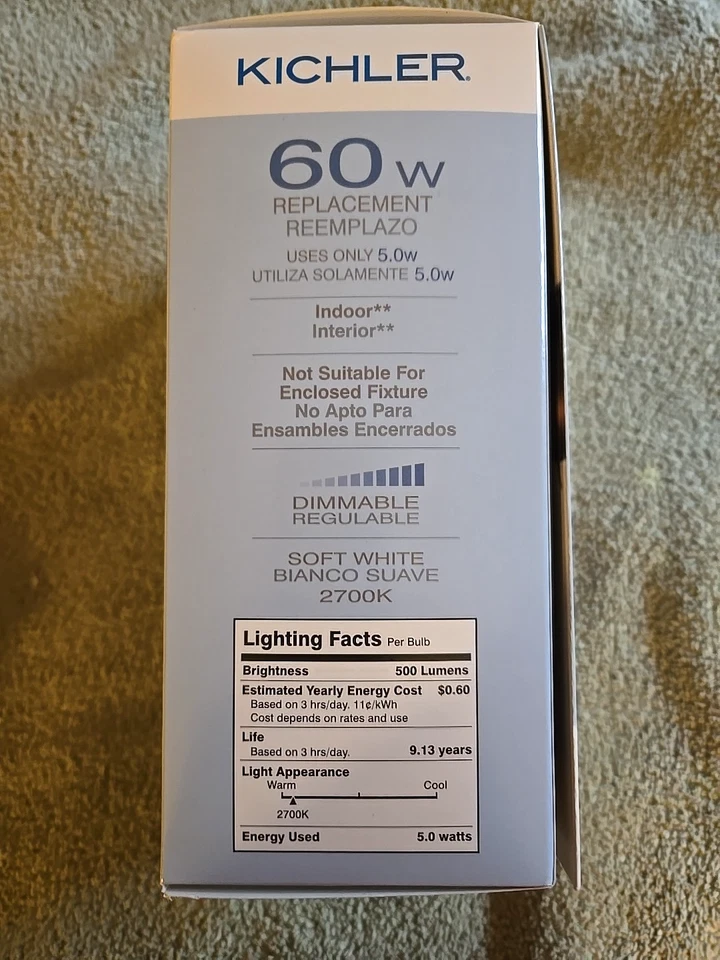 KICHLER.
60 w
REPLACEMENT
REEMPLAZO
USES ONLY 5.0w
UTILIZA SOLAMENTE 5.0w
Indoor**
Interior**
Not Suitable For
Enclosed Fixture
No Apto Para
Ensambles Encerrados
DIMMABLE
REGULABLE
SOFT WHITE
BIANCO SUAVE
2700K
Lighting Facts Per Bulb
Brightness 500 Lumens
Estimated Yearly Energy Cost $0.60
Based on 3 hrs/day. 11¢/kWh
Cost depends on rates and use
Life
Based on 3 hrs/day. 9.13 years
Light Appearance
Warm Cool
2700K
Energy Used 5.0 watts